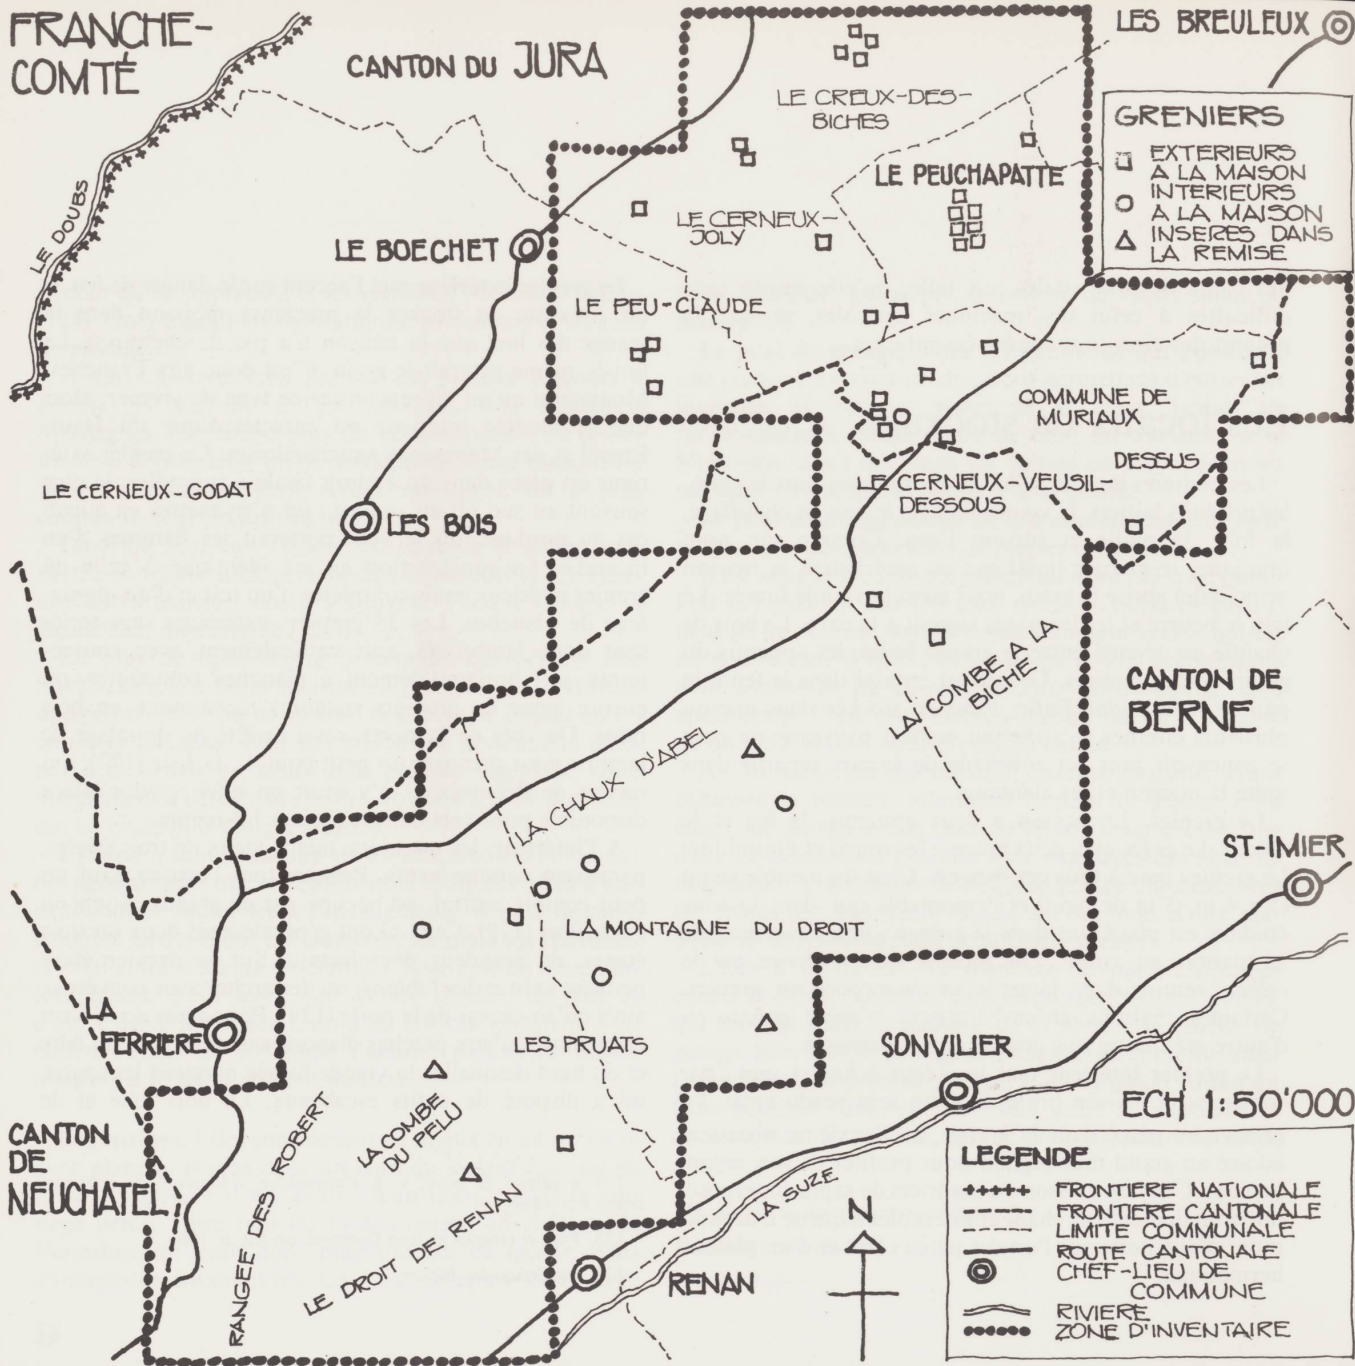 FRANCHE-
COMTÉ
CANTON DU JURA
LES BREULEUX
LE CREUX-DES-
BICHES
GRENIERS
EXTERIEURS
A LA MAISON
INTERIEURS
A LA MAISON
INSERES DANS
LA REMISE
LE PEUCHAPATTE
LE DOUBS
LE CERNEUX-
JOLY
LE BOECHET
LE PEU-CLAUDE
COMMUNE DE
MURIAUX
DESSUS
LE CERNEUX-GODAT
LES BOIS
LE CERNEUX-VEUSIL-
DESSOUS
LA COMBE A LA
BICHE
CANTON DE
BERNE
LA CHAUX D'ABEL
ST-IMIER
LA MONTAGNE DU DROIT
LA
FERRIERE
LES PRUATS
SONVILIER
ECH 1:50'000
CANTON
DE
NEUCHATEL
RANGEE DES ROBERT
LA COMBE
DU PELU
LE DROIT DE RENAN
LA SUZE
RENAN
N
LEGENDE
FRONTIERE NATIONALE
FRONTIERE CANTONALE
LIMITE COMMUNALE
ROUTE CANTONALE
CHEF-LIEU DE
COMMUNE
RIVIERE
ZONE D'INVENTAIRE